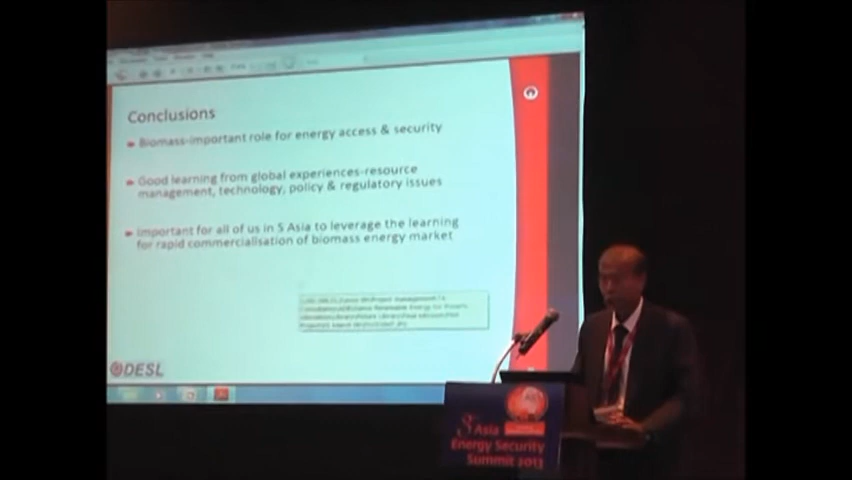 Conclusions
Biomass-important role for energy access & security
Good learning from global experiences-resource
management, technology, policy & regulatory issues
Important for all of us in S Asia to leverage the learning
for rapid commercialisation of biomass energy market
DESL
S Asia
Energy Security
Summit 2013